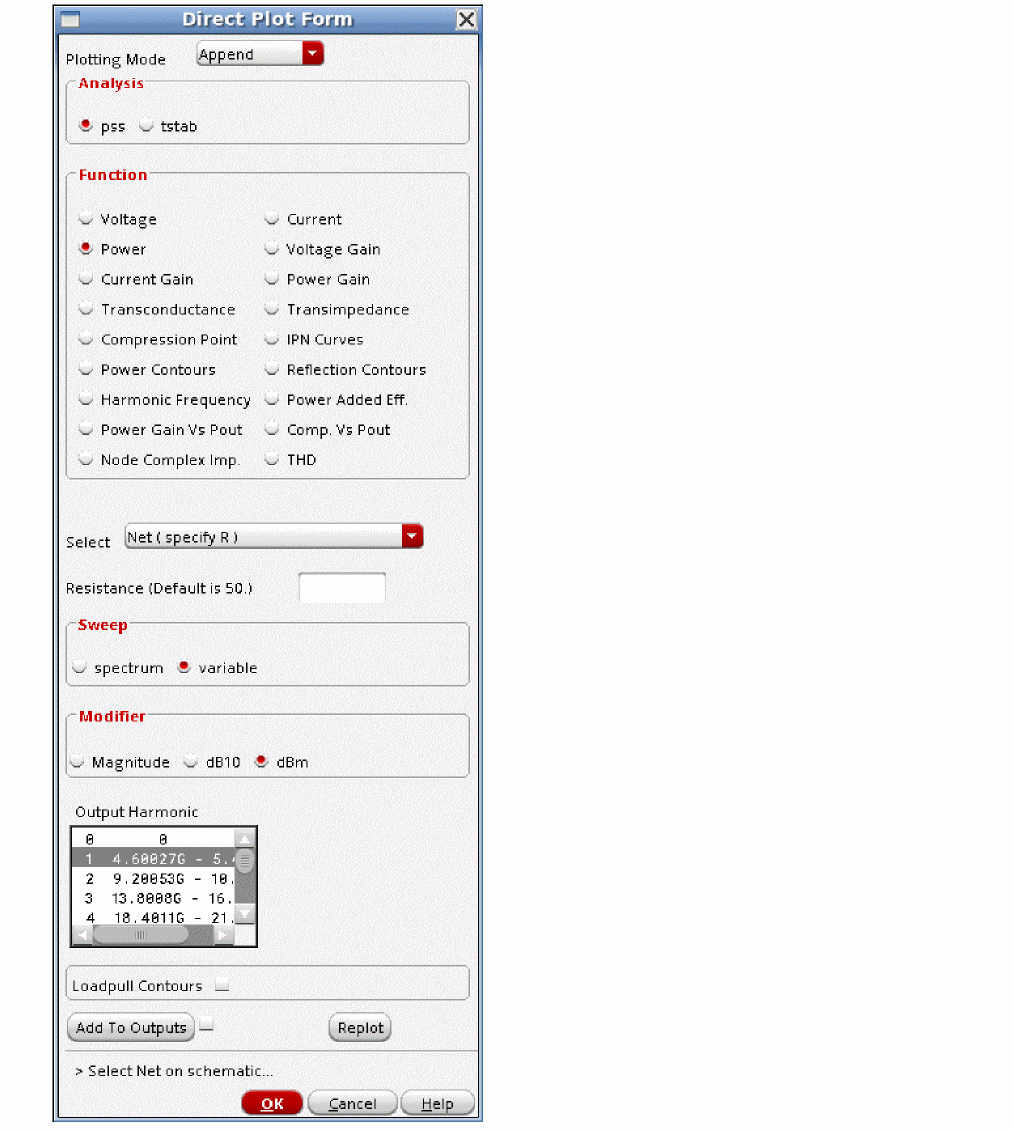 Direct Plot Form
Plotting Mode Append
Analysis
pss tstab
Function
Voltage Current
Power Voltage Gain
Current Gain Power Gain
Transconductance Transimpedance
Compression Point IPN Curves
Power Contours Reflection Contours
Harmonic Frequency Power Added Eff.
Power Gain Vs Pout Comp. Vs Pout
Node Complex Imp. THD
Select Net ( specify R )
Resistance (Default is 50.)
Sweep
spectrum variable
Modifier
Magnitude dB10 dBm
Output Harmonic
0 0
1 4.60027G - 5.
2 9.20053G - 10.
3 13.8008G - 16.
4 18.4011G - 21.
Loadpull Contours
Add To Outputs Replot
> Select Net on schematic...
OK Cancel Help